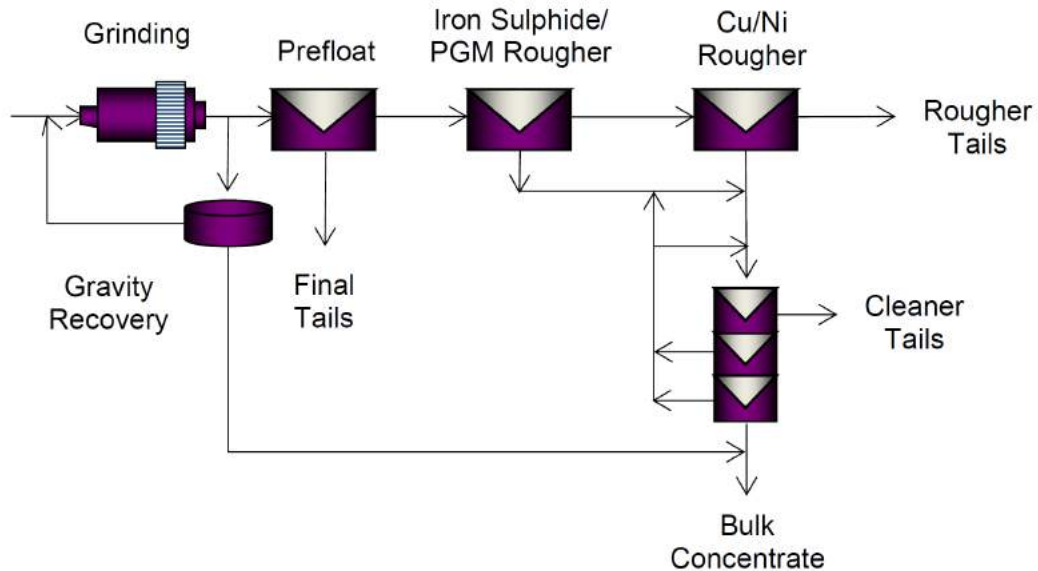 Grinding
Prefloat
Iron Sulphide/
PGM Rougher
Cu/Ni
Rougher
Rougher
Tails
Gravity
Recovery
Final
Tails
Cleaner
Tails
Bulk
Concentrate